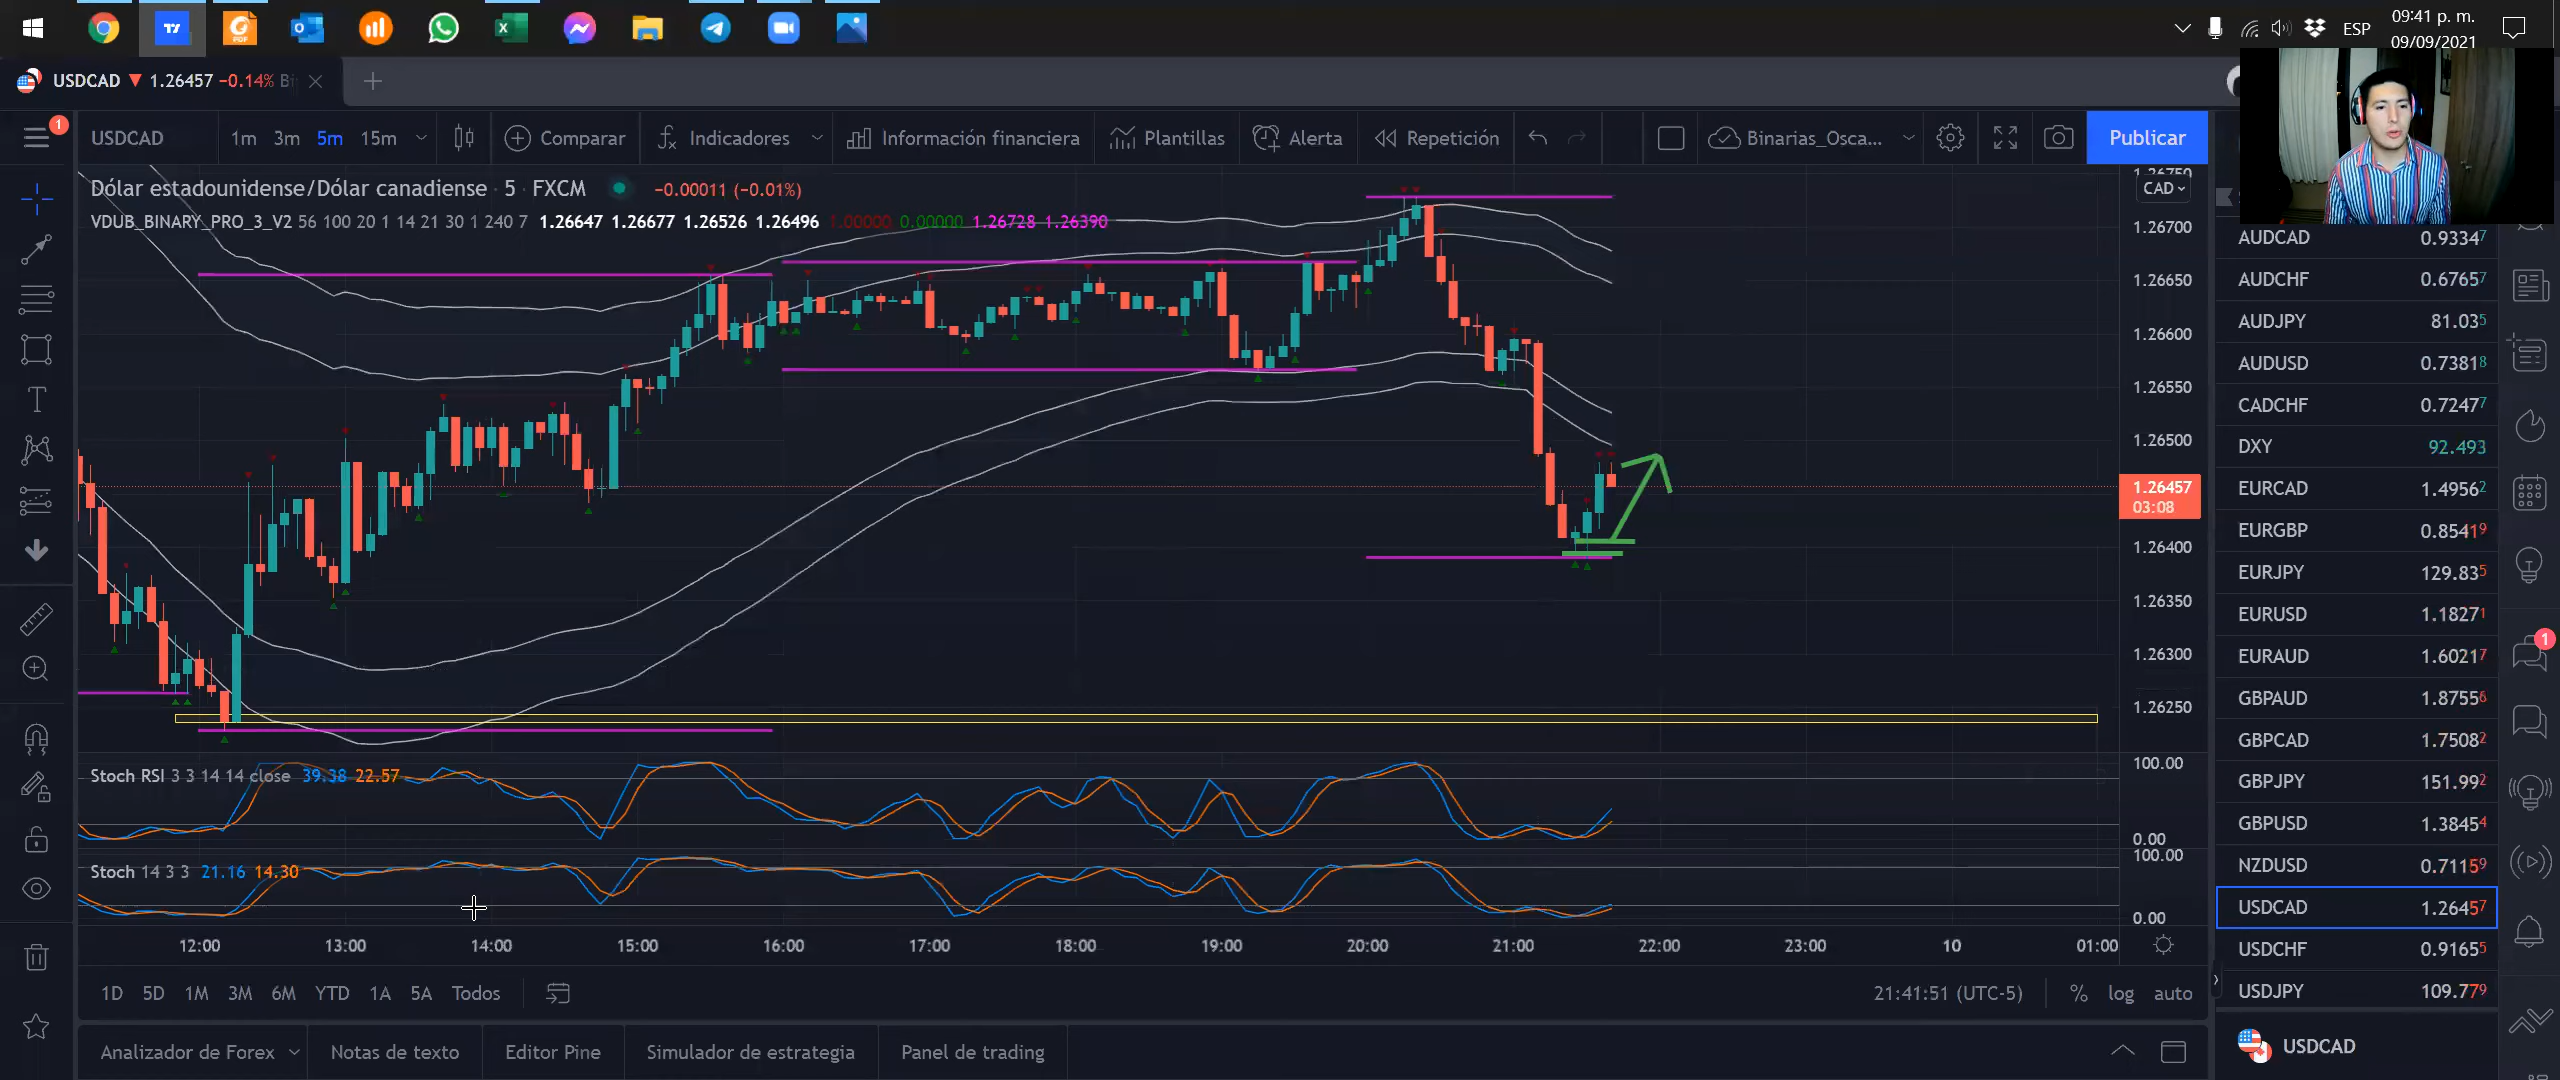 09:41 p. m.
ESP
09/09/2021
USDCAD ▼ 1.26457 −0.14%
USDCAD
1m 3m 5m 15m
Comparar
Indicadores
Información financiera
Plantillas
Alerta
Repetición
Binarias_Osca...
Publicar
Dólar estadounidense/Dólar canadiense · 5 · FXCM
−0.00011 (−0.01%)
CAD
VDUB_BINARY_PRO_3_V2 56 100 20 1 14 21 30 1 240 7 1.26647 1.26677 1.26526 1.26496 1.00000 0.00000 1.26728 1.26390
1.26750
1.26700
1.26650
1.26600
1.26550
1.26500
1.26457
03:08
1.26400
1.26350
1.26300
1.26250
Stoch RSI 3 3 14 14 close 39.38 22.57
100.00
0.00
Stoch 14 3 3 21.16 14.30
100.00
0.00
12:00 13:00 14:00 15:00 16:00 17:00 18:00 19:00 20:00 21:00 22:00 23:00 10 01:00
1D 5D 1M 3M 6M YTD 1A 5A Todos
21:41:51 (UTC-5)
% log auto
Analizador de Forex
Notas de texto
Editor Pine
Simulador de estrategia
Panel de trading
AUDCAD 0.93347
AUDCHF 0.67657
AUDJPY 81.035
AUDUSD 0.73818
CADCHF 0.72477
DXY 92.493
EURCAD 1.49562
EURGBP 0.85419
EURJPY 129.835
EURUSD 1.18271
EURAUD 1.60217
GBPAUD 1.87556
GBPCAD 1.75082
GBPJPY 151.992
GBPUSD 1.38454
NZDUSD 0.71159
USDCAD 1.26457
USDCHF 0.91655
USDJPY 109.779
USDCAD
1
1